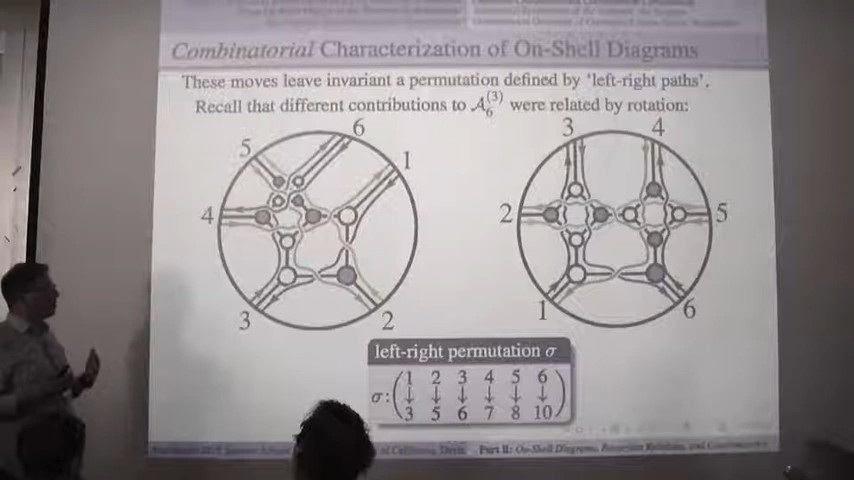 Combinatorial Characterization of On-Shell Diagrams
These moves leave invariant a permutation defined by 'left-right paths'.
Recall that different contributions to 𝒜₆⁽³⁾ were related by rotation:
5 6 1 4 3 2
3 4 2 5 1 6
left-right permutation σ
1 2 3 4 5 6
σ: ↓ ↓ ↓ ↓ ↓ ↓
3 5 6 7 8 10
of California, Davis Part II: On-Shell Diagrams, Recursion Relations, and